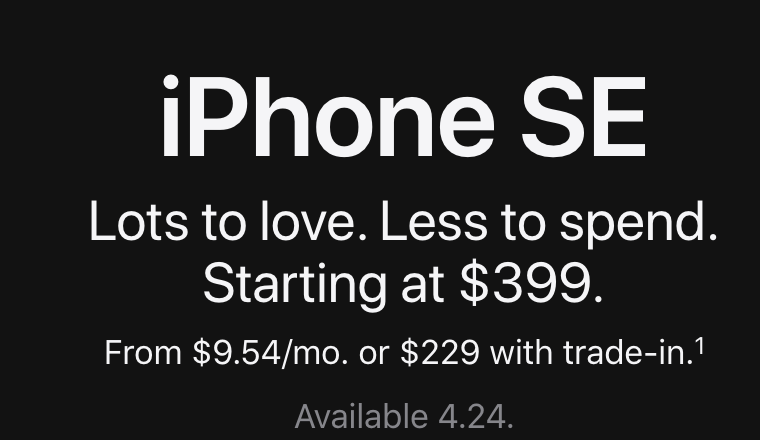 iPhone SE
Lots to love. Less to spend.
Starting at $399.
From $9.54/mo. or $229 with trade-in.¹
Available 4.24.